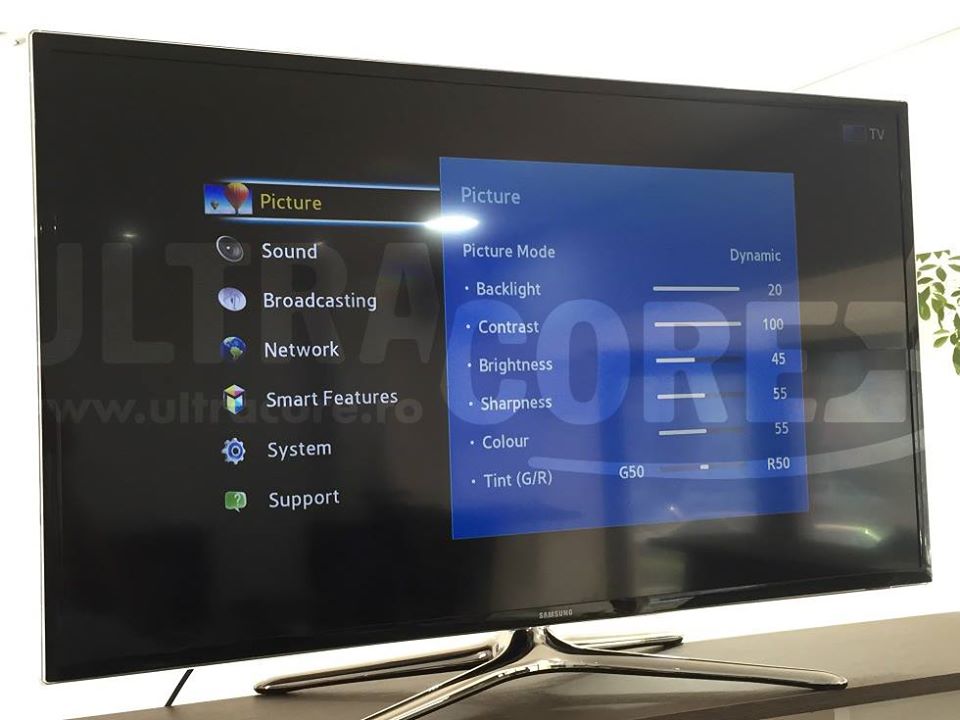 TV
Picture
Sound
Broadcasting
Network
Smart Features
System
Support
Picture
Picture Mode Dynamic
· Backlight 20
· Contrast 100
· Brightness 45
· Sharpness 55
· Colour 55
· Tint (G/R) G50 R50
ULTRACORE
www.ultracore.ro
SAMSUNG